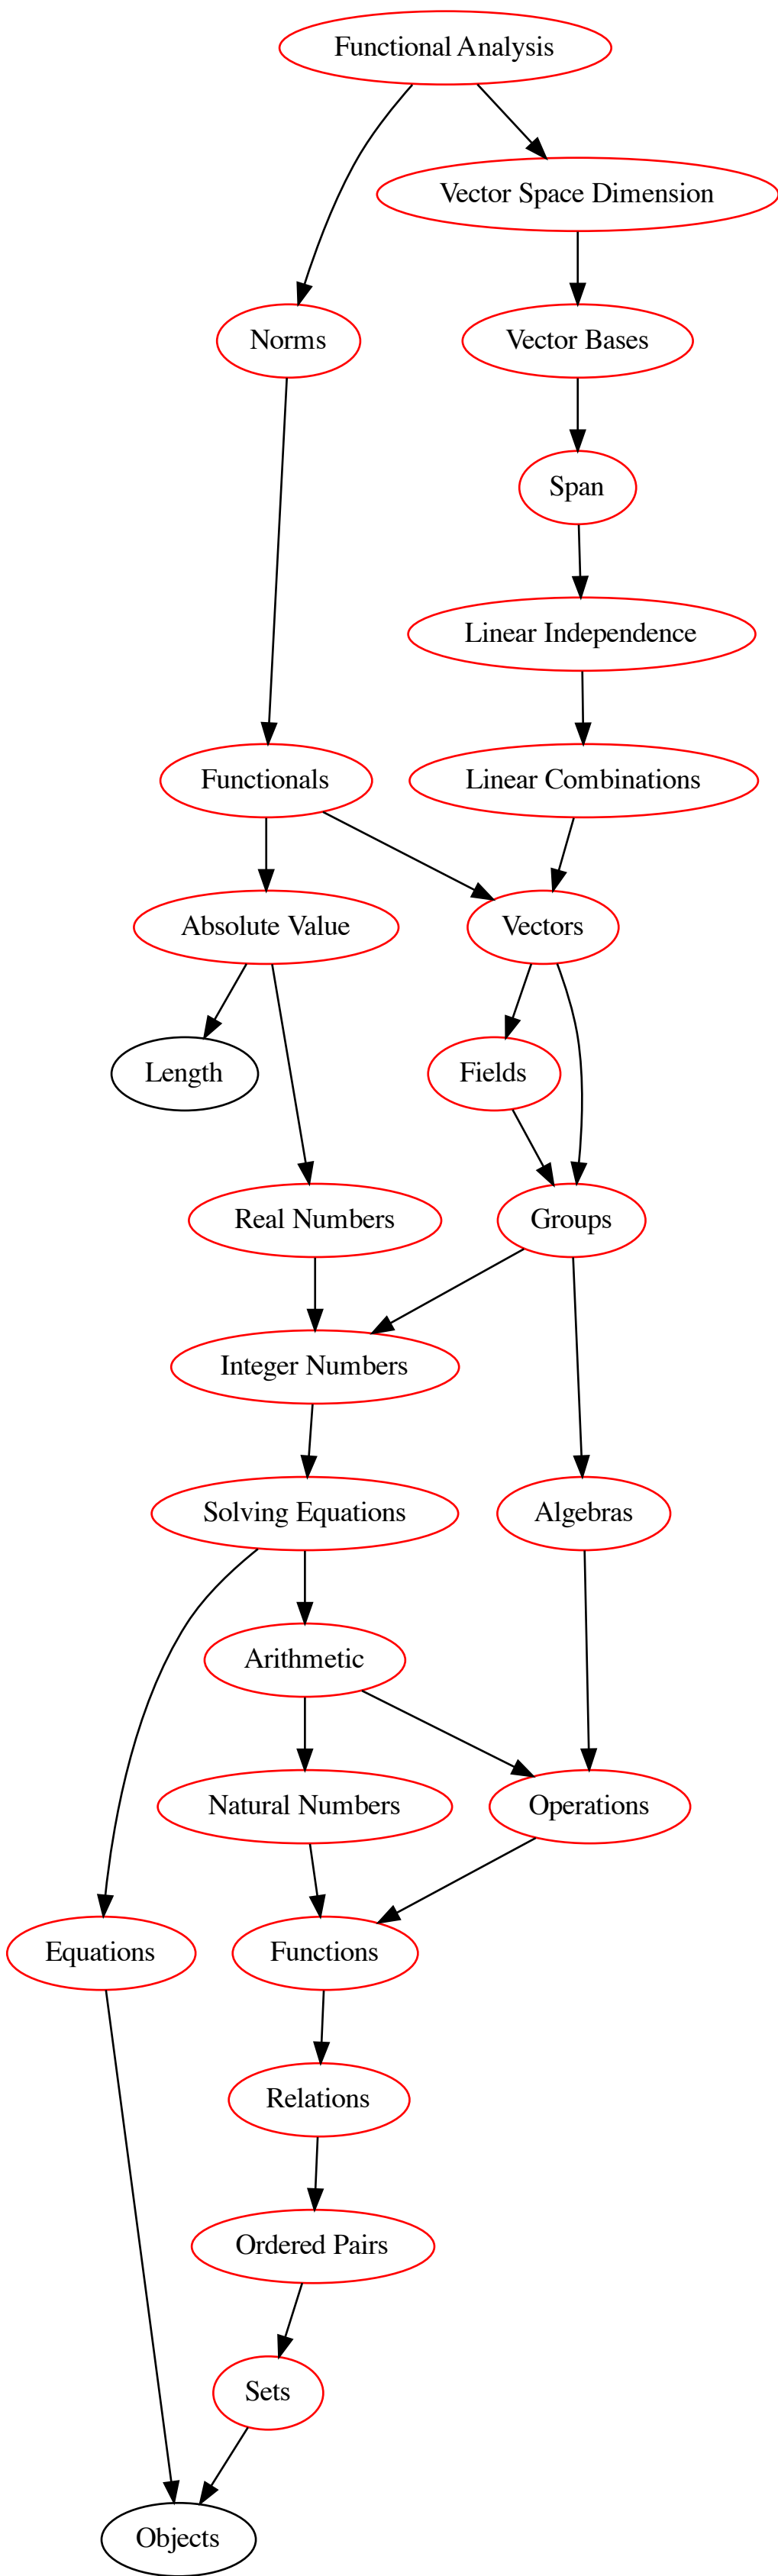 Functional Analysis
Vector Space Dimension
Norms
Vector Bases
Span
Linear Independence
Functionals
Linear Combinations
Absolute Value
Vectors
Length
Fields
Real Numbers
Groups
Integer Numbers
Solving Equations
Algebras
Arithmetic
Natural Numbers
Operations
Equations
Functions
Relations
Ordered Pairs
Sets
Objects